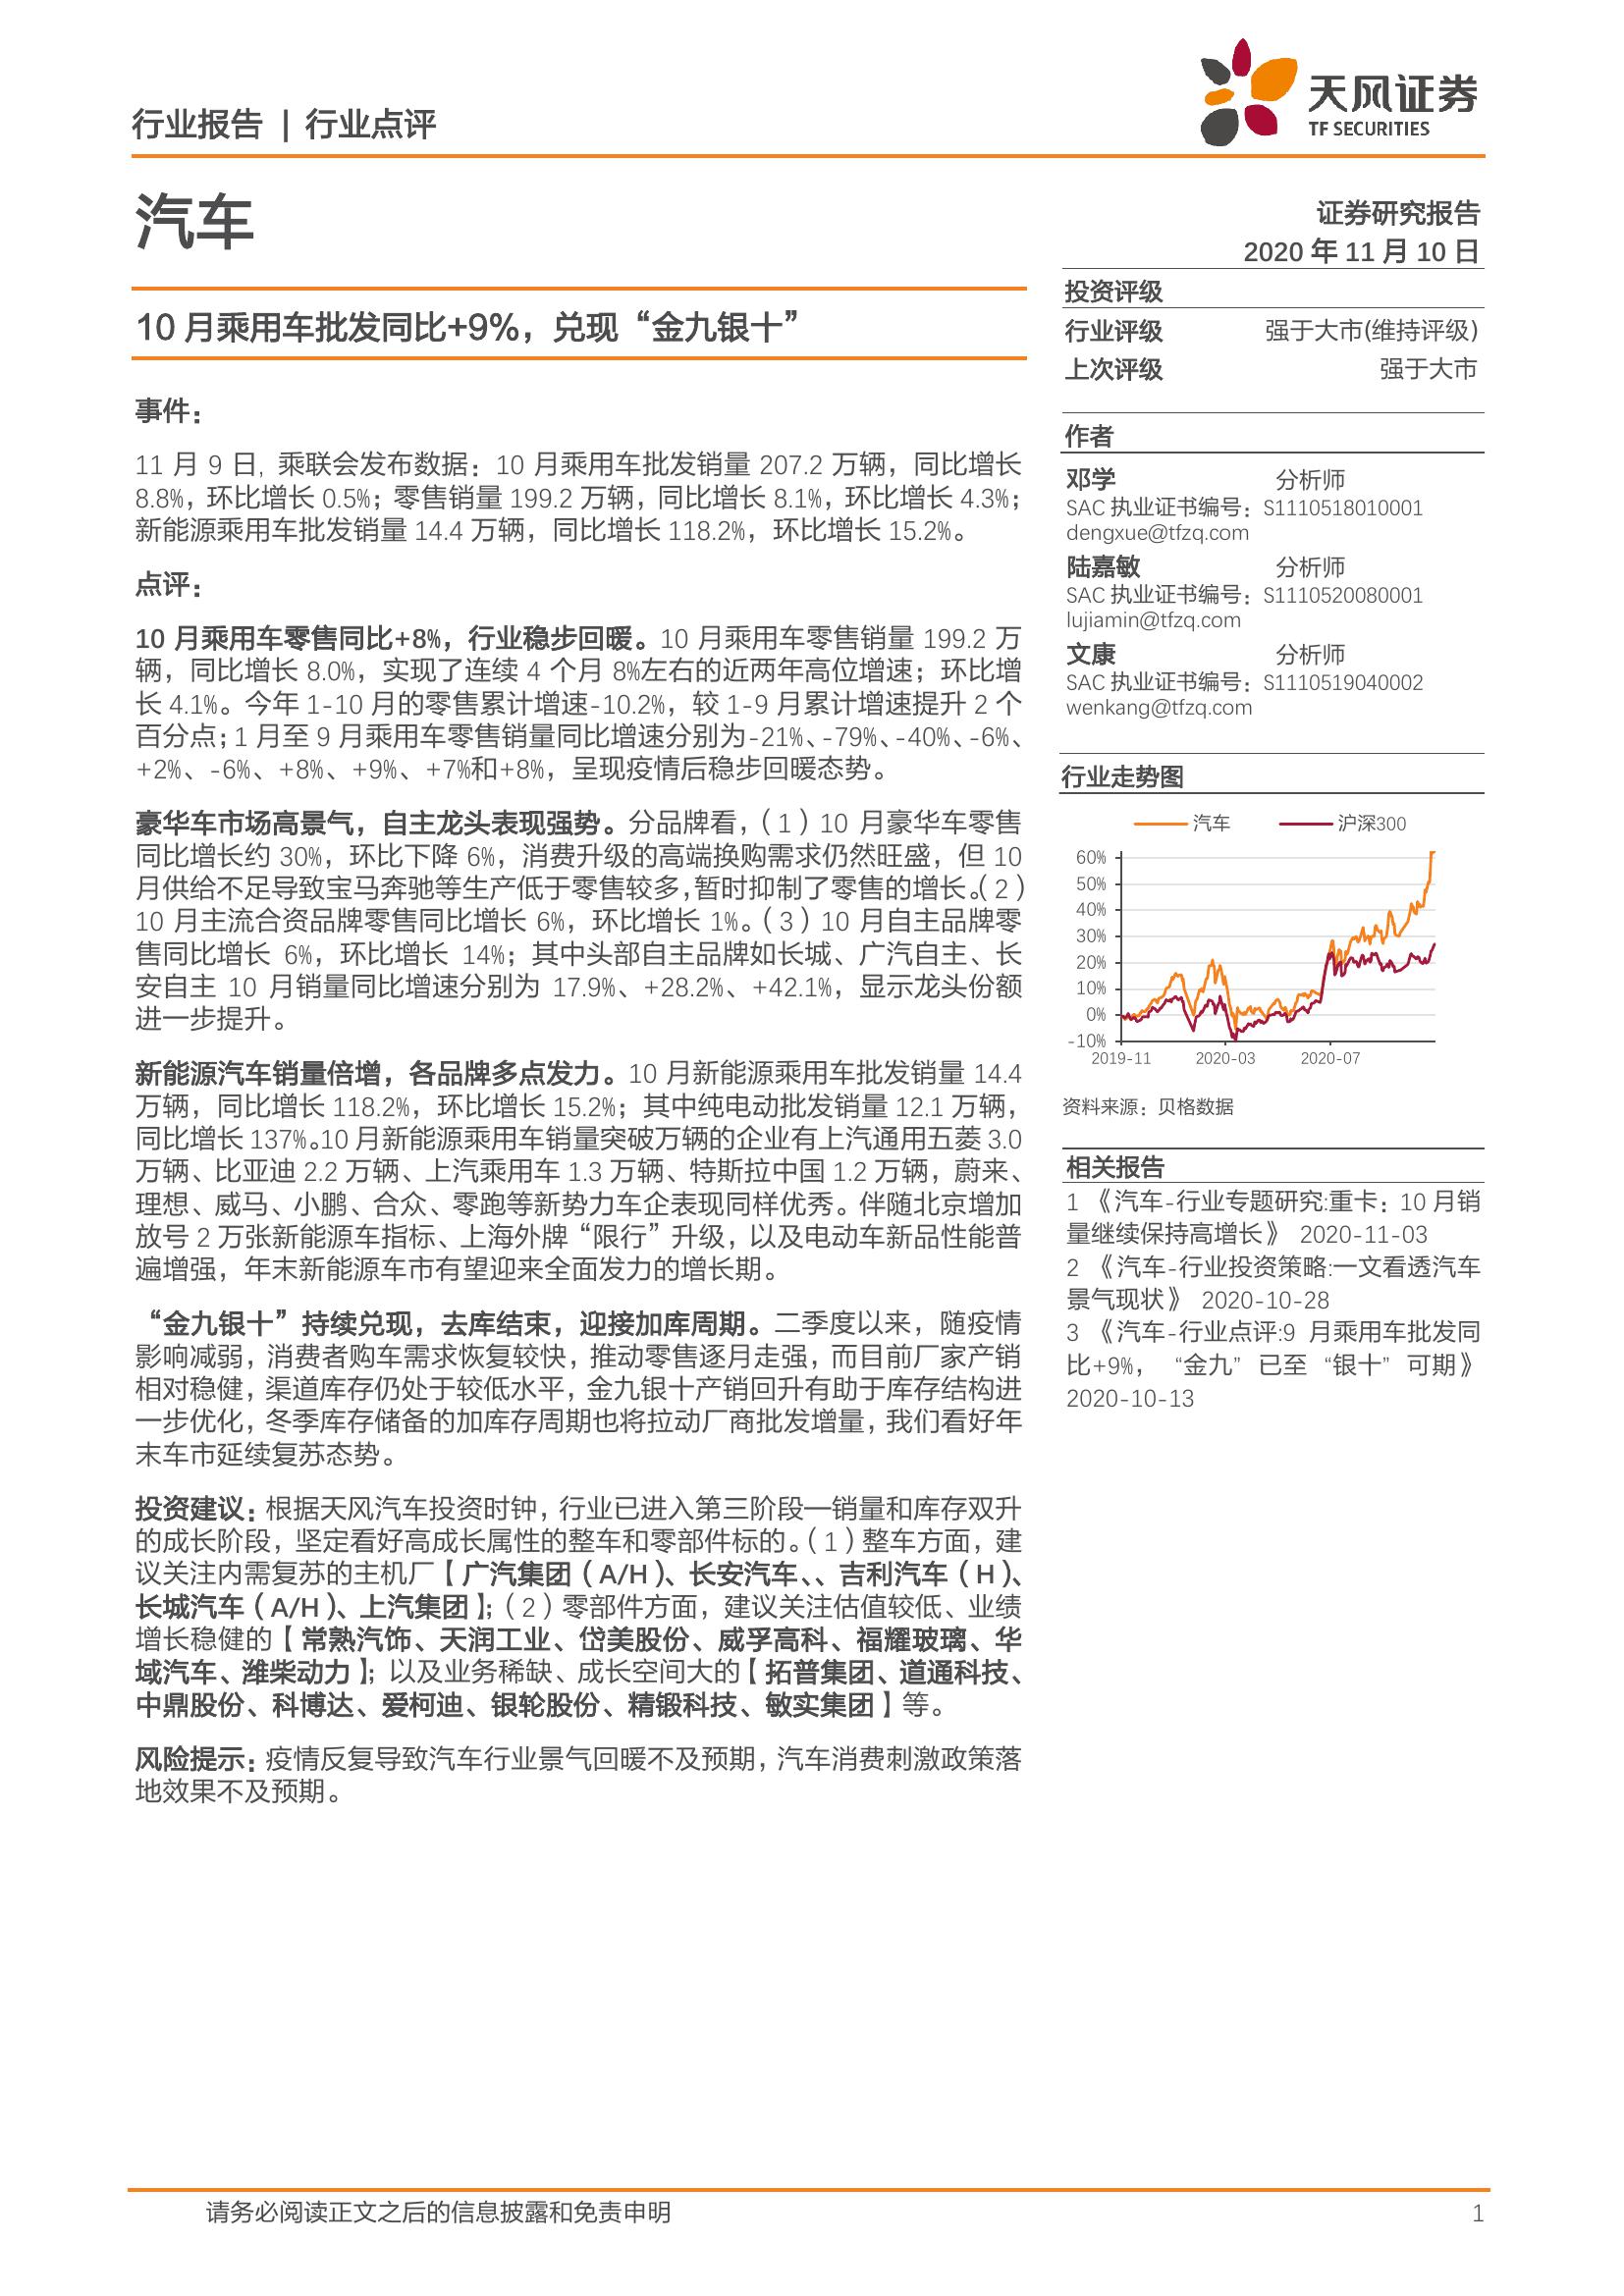 行业报告 | 行业点评
天风证券
TF SECURITIES
汽车
证券研究报告
2020 年 11 月 10 日
10 月乘用车批发同比+9%，兑现“金九银十”
事件：
11 月 9 日, 乘联会发布数据：10 月乘用车批发销量 207.2 万辆，同比增长
8.8%，环比增长 0.5%；零售销量 199.2 万辆，同比增长 8.1%，环比增长 4.3%；
新能源乘用车批发销量 14.4 万辆，同比增长 118.2%，环比增长 15.2%。
点评：
10 月乘用车零售同比+8%，行业稳步回暖。10 月乘用车零售销量 199.2 万
辆，同比增长 8.0%，实现了连续 4 个月 8%左右的近两年高位增速；环比增
长 4.1%。今年 1-10 月的零售累计增速-10.2%，较 1-9 月累计增速提升 2 个
百分点；1 月至 9 月乘用车零售销量同比增速分别为-21%、-79%、-40%、-6%、
+2%、-6%、+8%、+9%、+7%和+8%，呈现疫情后稳步回暖态势。
豪华车市场高景气，自主龙头表现强势。分品牌看，（1）10 月豪华车零售
同比增长约 30%，环比下降 6%，消费升级的高端换购需求仍然旺盛，但 10
月供给不足导致宝马奔驰等生产低于零售较多，暂时抑制了零售的增长。（2）
10 月主流合资品牌零售同比增长 6%，环比增长 1%。（3）10 月自主品牌零
售同比增长 6%，环比增长 14%；其中头部自主品牌如长城、广汽自主、长
安自主 10 月销量同比增速分别为 17.9%、+28.2%、+42.1%，显示龙头份额
进一步提升。
新能源汽车销量倍增，各品牌多点发力。10 月新能源乘用车批发销量 14.4
万辆，同比增长 118.2%，环比增长 15.2%；其中纯电动批发销量 12.1 万辆，
同比增长 137%。10 月新能源乘用车销量突破万辆的企业有上汽通用五菱 3.0
万辆、比亚迪 2.2 万辆、上汽乘用车 1.3 万辆、特斯拉中国 1.2 万辆，蔚来、
理想、威马、小鹏、合众、零跑等新势力车企表现同样优秀。伴随北京增加
放号 2 万张新能源车指标、上海外牌“限行”升级，以及电动车新品性能普
遍增强，年末新能源车市有望迎来全面发力的增长期。
“金九银十”持续兑现，去库结束，迎接加库周期。二季度以来，随疫情
影响减弱，消费者购车需求恢复较快，推动零售逐月走强，而目前厂家产销
相对稳健，渠道库存仍处于较低水平，金九银十产销回升有助于库存结构进
一步优化，冬季库存储备的加库存周期也将拉动厂商批发增量，我们看好年
末车市延续复苏态势。
投资建议：根据天风汽车投资时钟，行业已进入第三阶段—销量和库存双升
的成长阶段，坚定看好高成长属性的整车和零部件标的。（1）整车方面，建
议关注内需复苏的主机厂【广汽集团（A/H）、长安汽车、、吉利汽车（H）、
长城汽车（A/H）、上汽集团】；（2）零部件方面，建议关注估值较低、业绩
增长稳健的【常熟汽饰、天润工业、岱美股份、威孚高科、福耀玻璃、华
域汽车、潍柴动力】；以及业务稀缺、成长空间大的【拓普集团、道通科技、
中鼎股份、科博达、爱柯迪、银轮股份、精锻科技、敏实集团】等。
风险提示：疫情反复导致汽车行业景气回暖不及预期，汽车消费刺激政策落
地效果不及预期。
投资评级
行业评级 强于大市(维持评级)
上次评级 强于大市
作者
邓学 分析师
SAC 执业证书编号：S1110518010001
dengxue@tfzq.com
陆嘉敏 分析师
SAC 执业证书编号：S1110520080001
lujiamin@tfzq.com
文康 分析师
SAC 执业证书编号：S1110519040002
wenkang@tfzq.com
行业走势图
汽车 沪深300
60%
50%
40%
30%
20%
10%
0%
-10%
2019-11 2020-03 2020-07
资料来源：贝格数据
相关报告
1 《汽车-行业专题研究:重卡：10 月销
量继续保持高增长》 2020-11-03
2 《汽车-行业投资策略:一文看透汽车
景气现状》 2020-10-28
3 《汽车-行业点评:9 月乘用车批发同
比+9%， “金九” 已至 “银十” 可期》
2020-10-13
请务必阅读正文之后的信息披露和免责申明
1